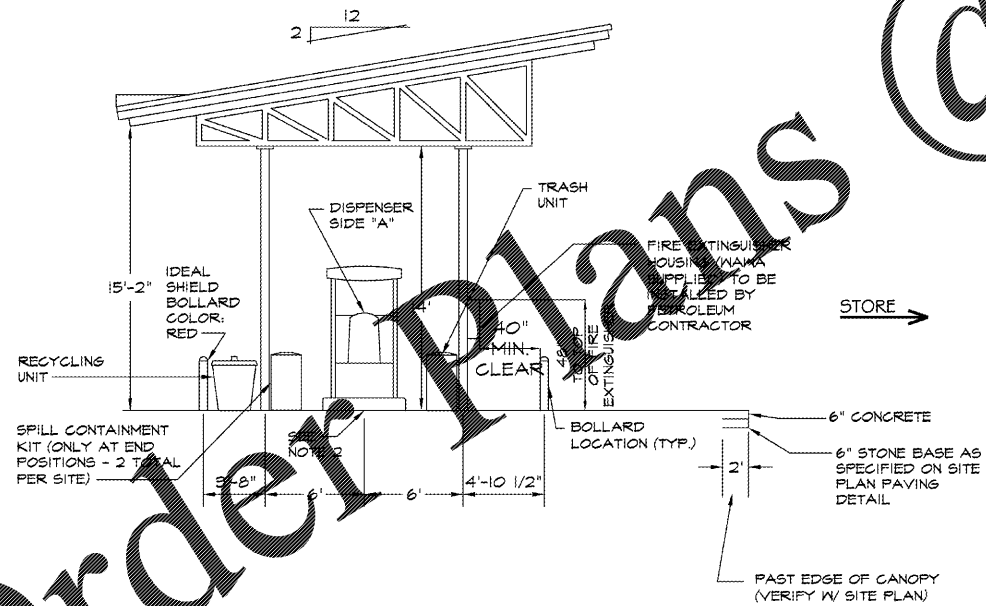 12
2
TRASH
UNIT
DISPENSER
SIDE "A"
FIRE EXTINGUISHER
HOUSING (WAWA
SUPPLIED) TO BE
INSTALLED BY
PETROLEUM
CONTRACTOR
IDEAL
SHIELD
BOLLARD
COLOR:
RED
15'-2"
STORE
40"
MIN.
CLEAR
48"
TO TOP
OF FIRE
EXTINGUISHER
RECYCLING
UNIT
6" CONCRETE
BOLLARD
LOCATION (TYP.)
SPILL CONTAINMENT
KIT (ONLY AT END
POSITIONS - 2 TOTAL
PER SITE)
SEE
NOTE 2
6" STONE BASE AS
SPECIFIED ON SITE
PLAN PAVING
DETAIL
3'-8"
6'
6'
4'-10 1/2"
2'
PAST EDGE OF CANOPY
(VERIFY W/ SITE PLAN)
order Plans @